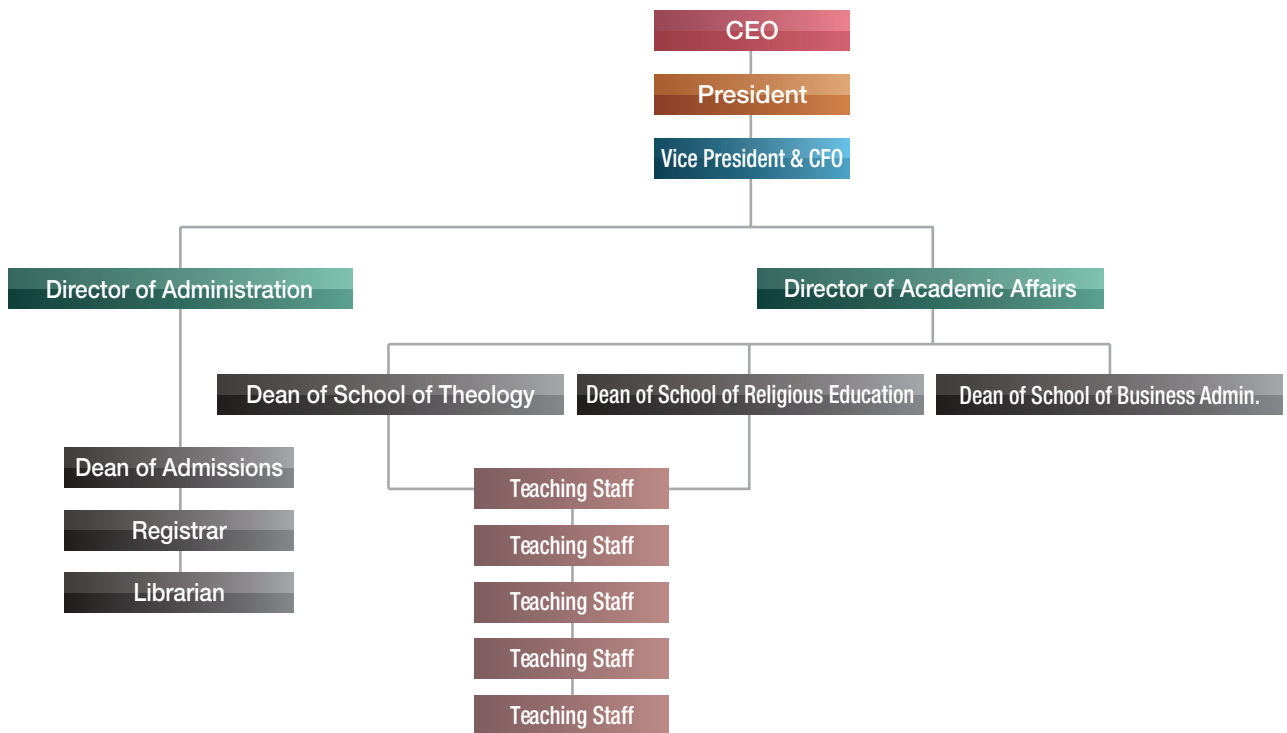 CEO
President
Vice President & CFO
Director of Administration
Director of Academic Affairs
Dean of School of Theology
Dean of School of Religious Education
Dean of School of Business Admin.
Dean of Admissions
Registrar
Librarian
Teaching Staff
Teaching Staff
Teaching Staff
Teaching Staff
Teaching Staff